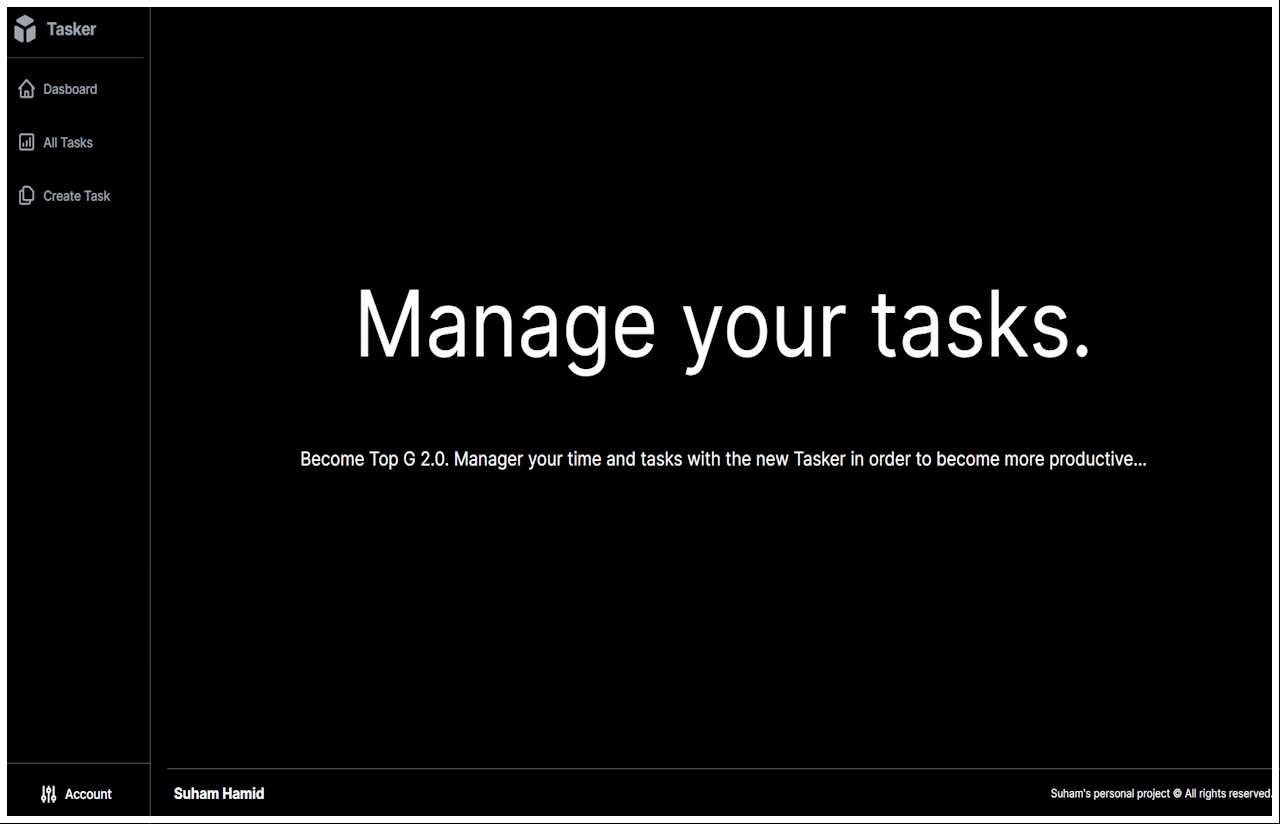 Tasker
Dasboard
All Tasks
Create Task
Manage your tasks.
Become Top G 2.0. Manager your time and tasks with the new Tasker in order to become more productive...
Account
Suham Hamid
Suham's personal project © All rights reserved.